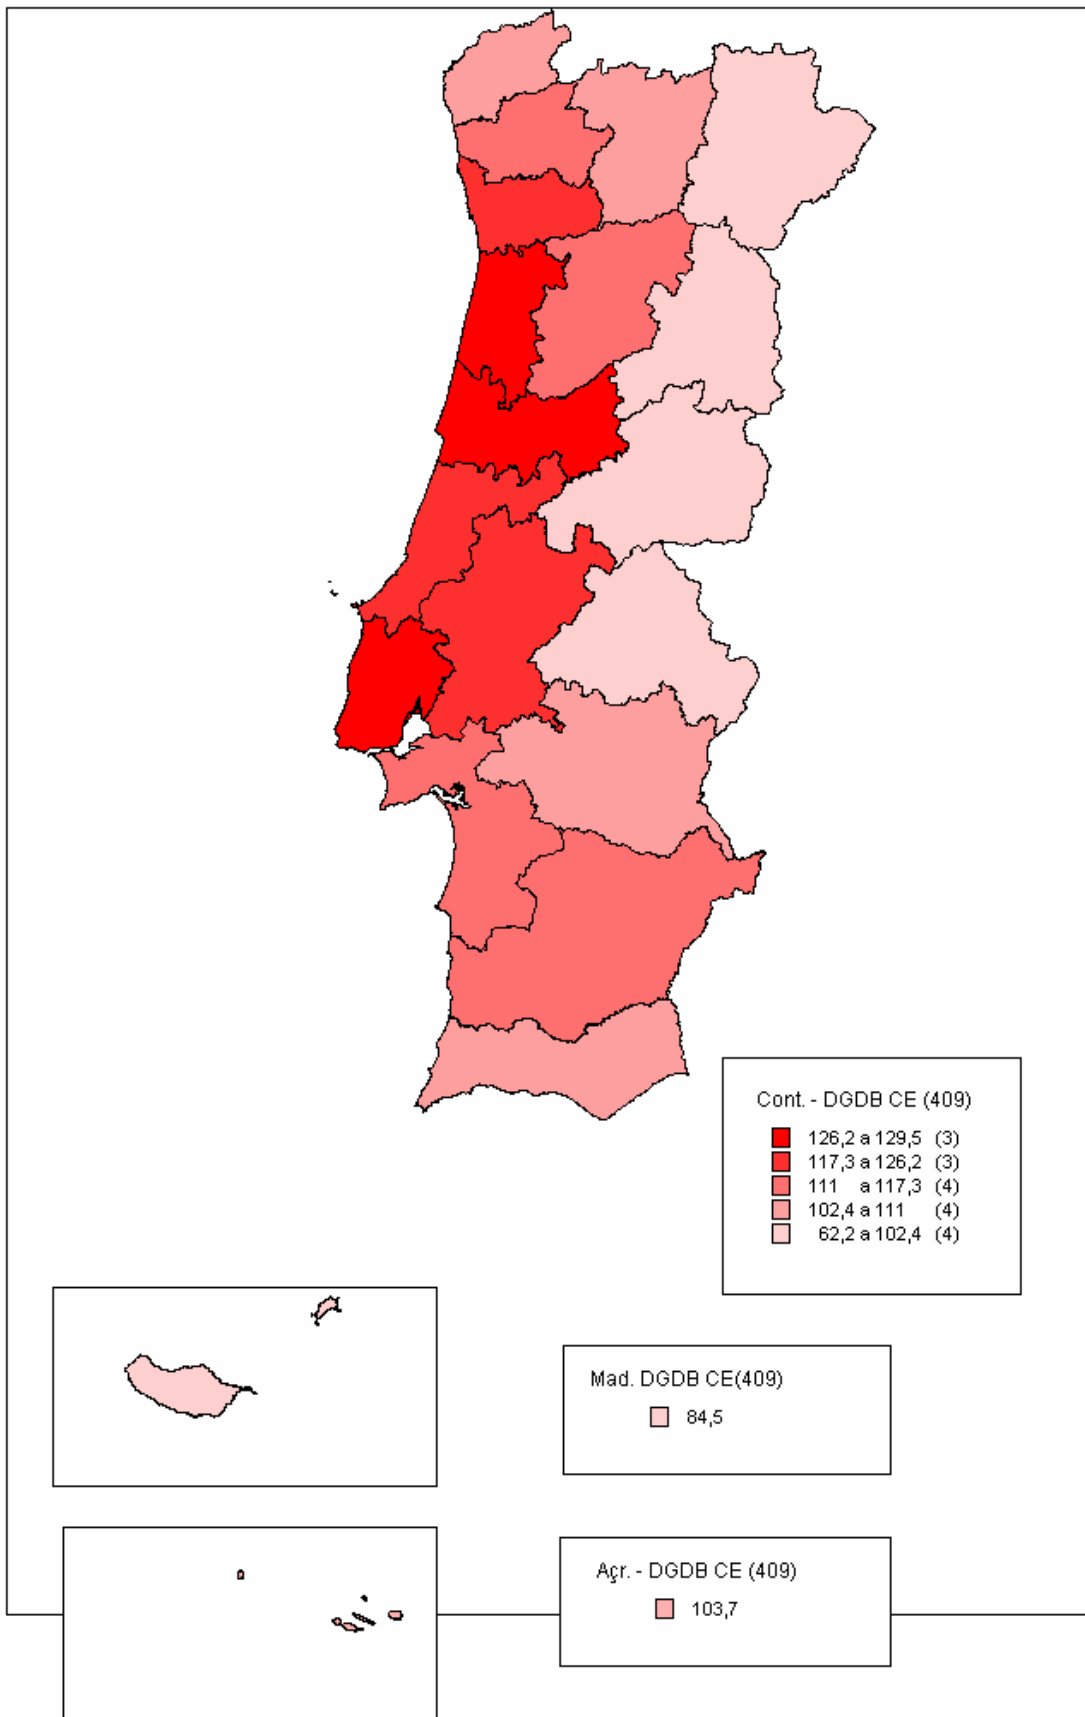 Cont. - DGDB CE (409)
126,2 a 129,5 (3)
117,3 a 126,2 (3)
111 a 117,3 (4)
102,4 a 111 (4)
62,2 a 102,4 (4)
Mad. DGDB CE(409)
84,5
Açr. - DGDB CE (409)
103,7